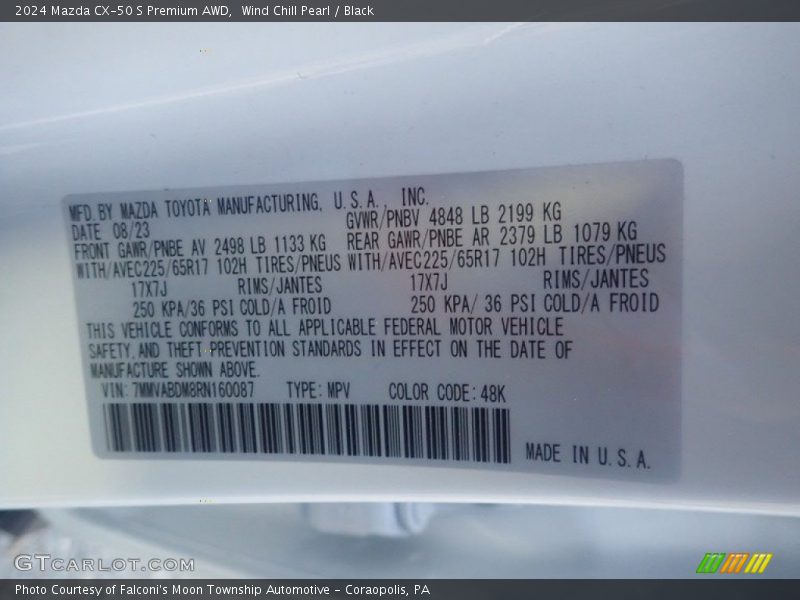 2024 Mazda CX-50 S Premium AWD,  Wind Chill Pearl / Black
MFD.BY MAZDA TOYOTA MANUFACTURING, U.S.A. INC.
DATE 08/23 GVWR/PNBV 4848 LB 2199 KG
FRONT GAWR/PNBE AV 2498 LB 1133 KG REAR GAWR/PNBE AR 2379 LB 1079 KG
WITH/AVEC225/65R17 102H TIRES/PNEUS WITH/AVEC225/65R17 102H TIRES/PNEUS
17X7J RIMS/JANTES 17X7J RIMS/JANTES
250 KPA/36 PSI COLD/A FROID 250 KPA/ 36 PSI COLD/A FROID
THIS VEHICLE CONFORMS TO ALL APPLICABLE FEDERAL MOTOR VEHICLE
SAFETY, AND THEFT PREVENTION STANDARDS IN EFFECT ON THE DATE OF
MANUFACTURE SHOWN ABOVE.
VIN: 7MMVABDM8RN160087 TYPE: MPV COLOR CODE: 48K
MADE IN U.S.A.
GTCARLOT.COM
Photo Courtesy of Falconi's Moon Township Automotive - Coraopolis, PA